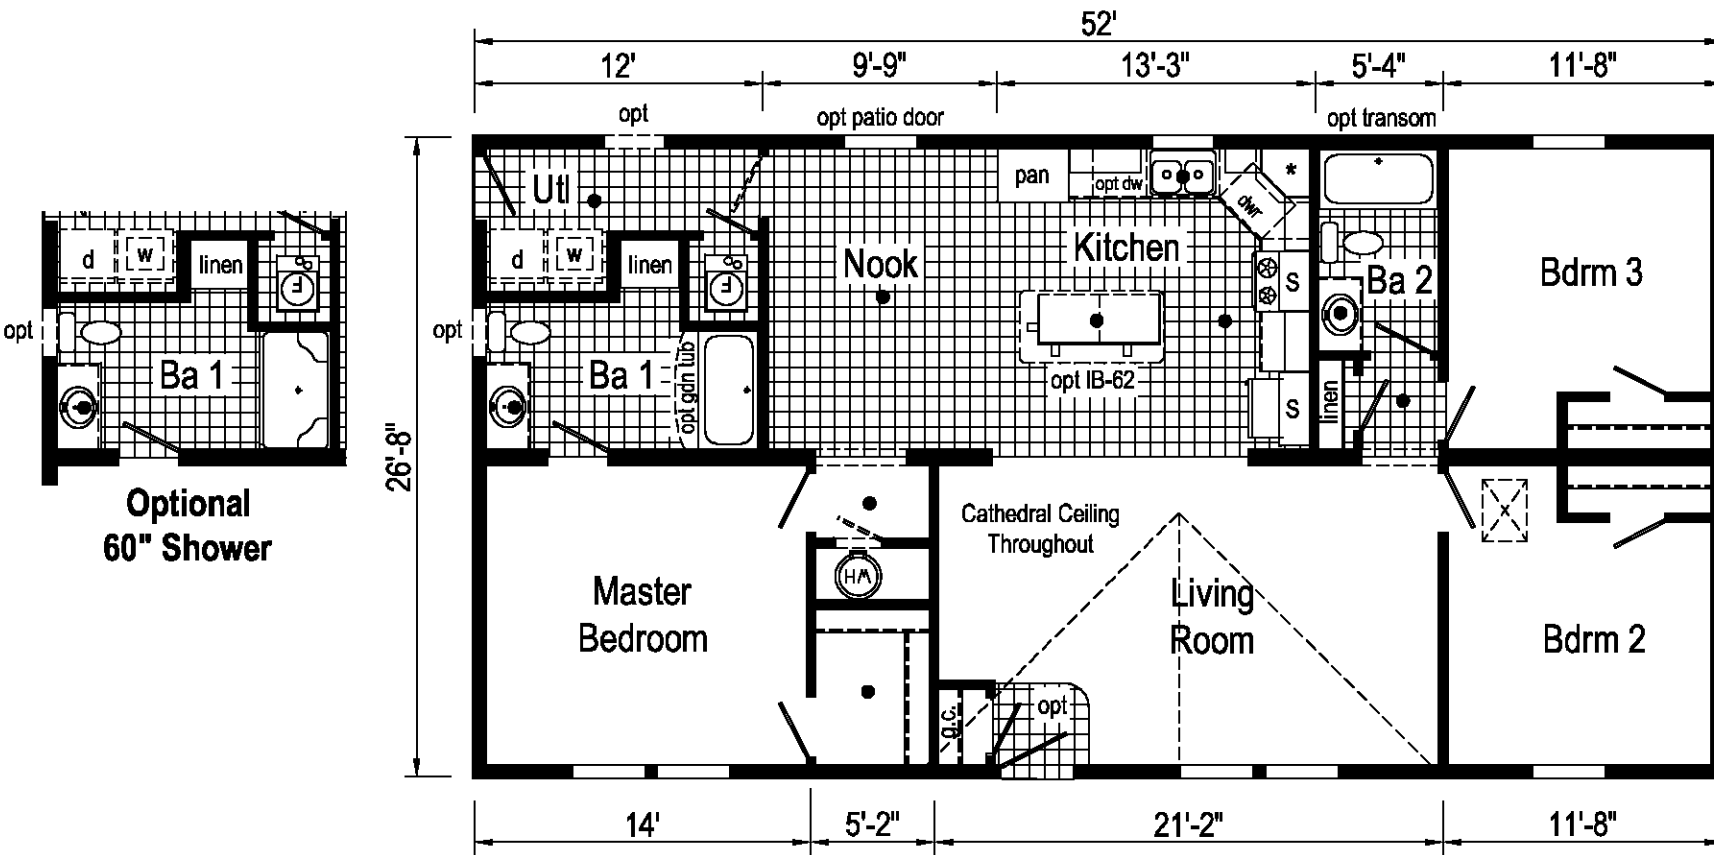 52'
12' 9'-9" 13'-3" 5'-4" 11'-8"
opt opt patio door opt transom
Utl
pan
opt dw
*
dwr
d w linen
d w linen
F
F
Nook
Kitchen
S
Ba 2
Bdrm 3
opt
opt
Ba 1
Ba 1
opt gdn tub
opt IB-62
S
linen
26'-8"
Optional
60" Shower
Cathedral Ceiling
Throughout
x
WH
Master
Bedroom
Living
Room
Bdrm 2
g.c.
opt
14' 5'-2" 21'-2" 11'-8"